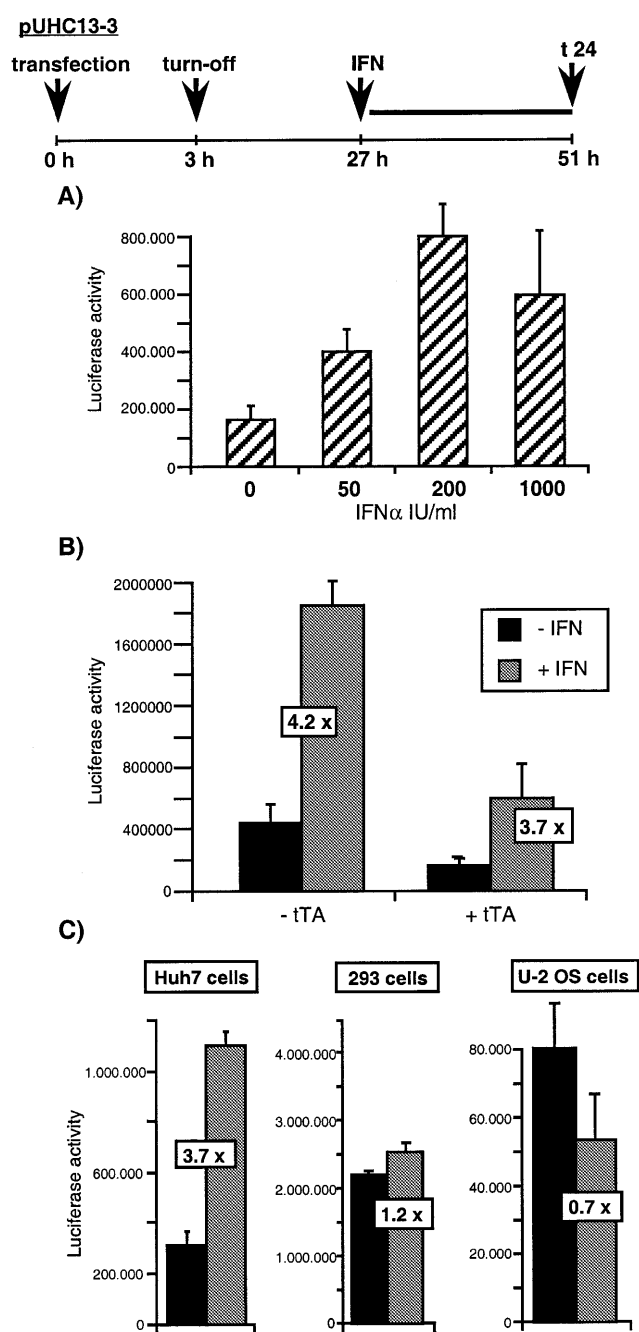 pUHC13-3
transfection turn-off IFN t 24
0 h 3 h 27 h 51 h
A)
Luciferase activity
800.000
600.000
400.000
200.000
0
0 50 200 1000
IFNα IU/ml
B)
Luciferase activity
2000000
1600000
1200000
800000
400000
0
- IFN
+ IFN
4.2 x
3.7 x
- tTA + tTA
C)
Huh7 cells 293 cells U-2 OS cells
Luciferase activity
1.000.000
600.000
200.000
0
3.7 x
4.000.000
3.000.000
2.000.000
1.000.000
0
1.2 x
80.000
60.000
40.000
20.000
0
0.7 x